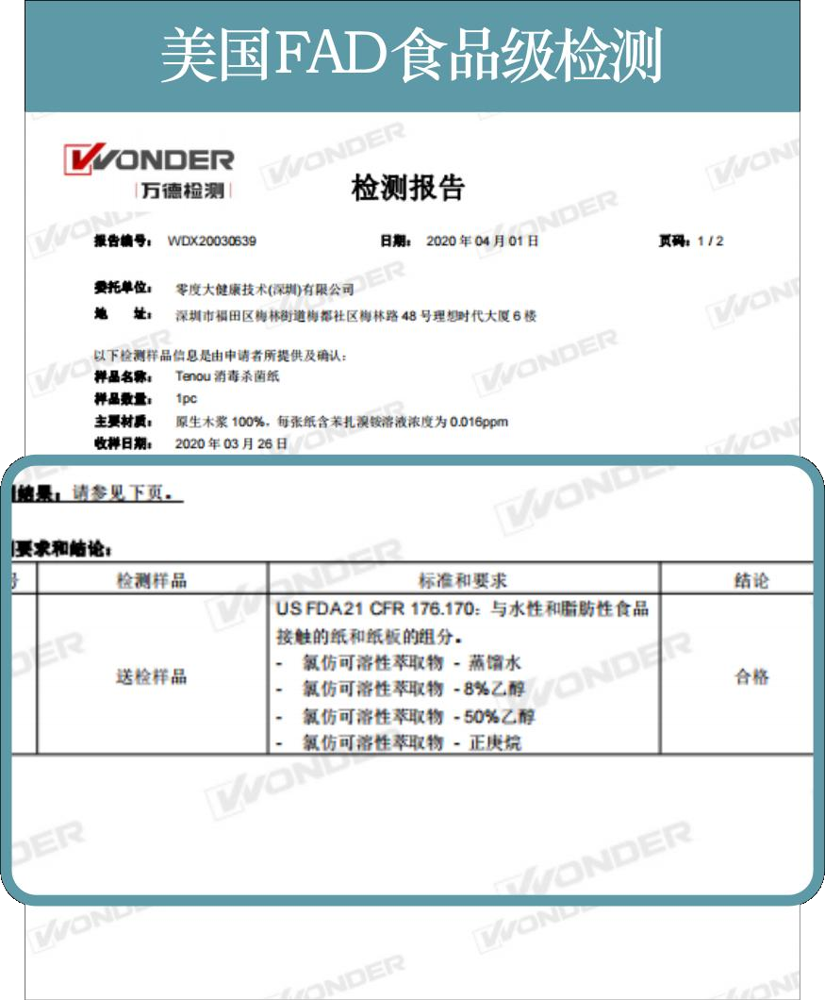 美国FAD食品级检测
WONDER
万德检测
检测报告
报告编号： WDX20030639 日期： 2020 年 04 月 01 日 页码：1 / 2
委托单位： 零度大健康技术(深圳)有限公司
地 址： 深圳市福田区梅林街道梅都社区梅林路 48 号理想时代大厦 6 楼
以下检测样品信息是由申请者所提供及确认：
样品名称： Tenou 消毒杀菌纸
样品数量： 1pc
主要材质： 原生木浆 100%，每张纸含苯扎溴铵溶液浓度为 0.016ppm
收样日期： 2020 年 03 月 26 日
结果：请参见下页。
要求和结论：
号 检测样品 标准和要求 结论
US FDA21 CFR 176.170：与水性和脂肪性食品
接触的纸和纸板的组分。
- 氯仿可溶性萃取物 - 蒸馏水
送检样品 合格
- 氯仿可溶性萃取物 - 8%乙醇
- 氯仿可溶性萃取物 - 50%乙醇
- 氯仿可溶性萃取物 - 正庚烷